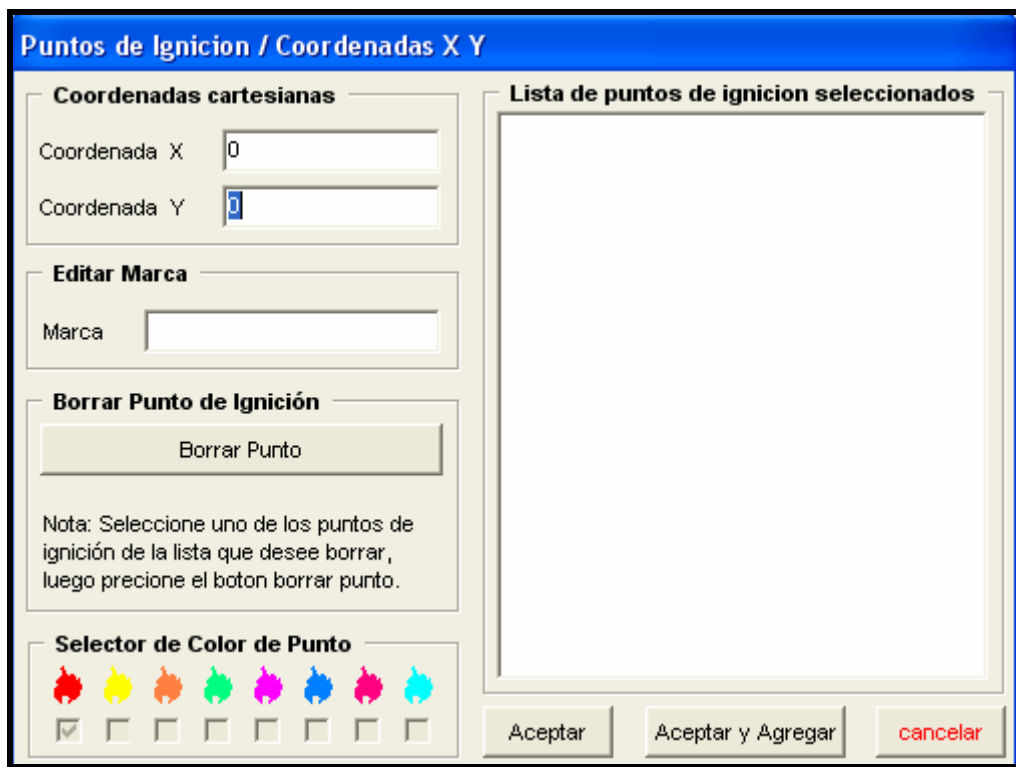 Puntos de Ignicion / Coordenadas X Y
Coordenadas cartesianas
Coordenada X 0
Coordenada Y 0
Editar Marca
Marca
Borrar Punto de Ignición
Borrar Punto
Nota: Seleccione uno de los puntos de
ignición de la lista que desee borrar,
luego precione el boton borrar punto.
Selector de Color de Punto
Lista de puntos de ignicion seleccionados
Aceptar
Aceptar y Agregar
cancelar